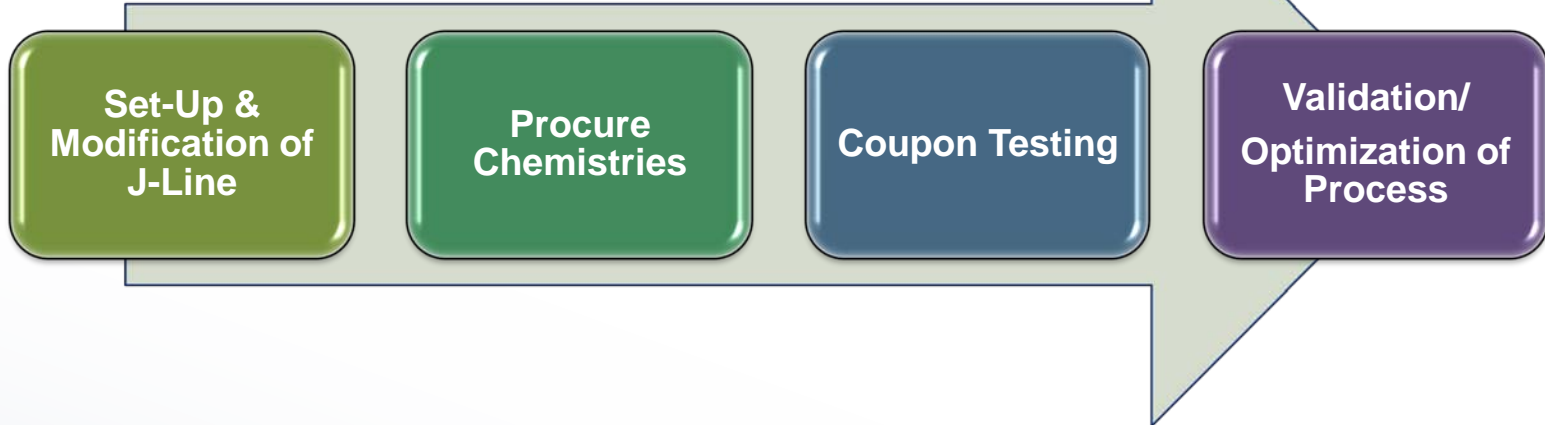 Set-Up &
Modification of
J-Line
Procure
Chemistries
Coupon Testing
Validation/
Optimization of
Process